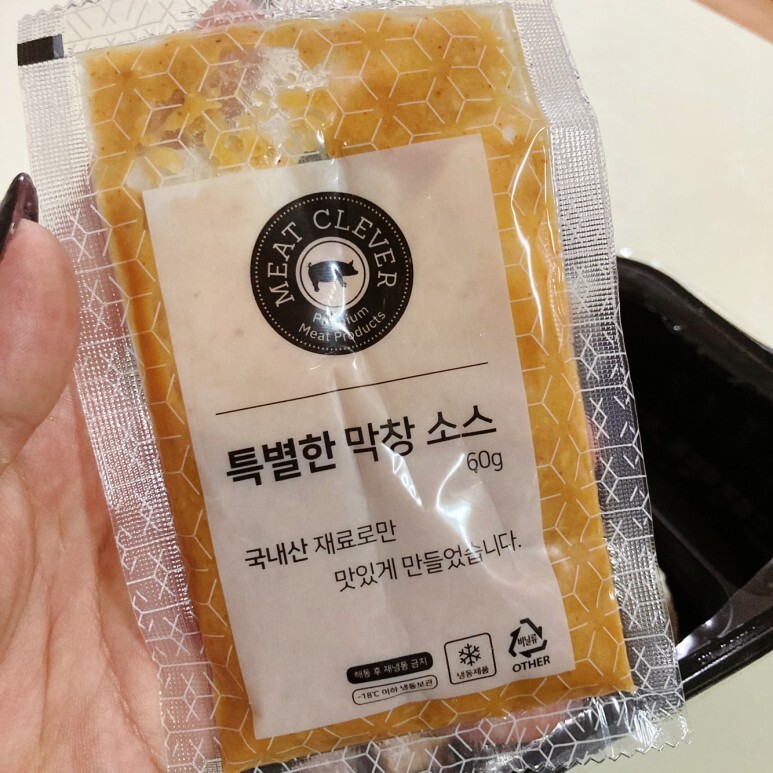 MEAT CLEVER
Premium
Meat Products
특별한 막창 소스
60g
국내산 재료로만
맛있게 만들었습니다.
해동 후 재냉동 금지
-18℃ 이하 냉동보관
냉동제품
비닐류
OTHER